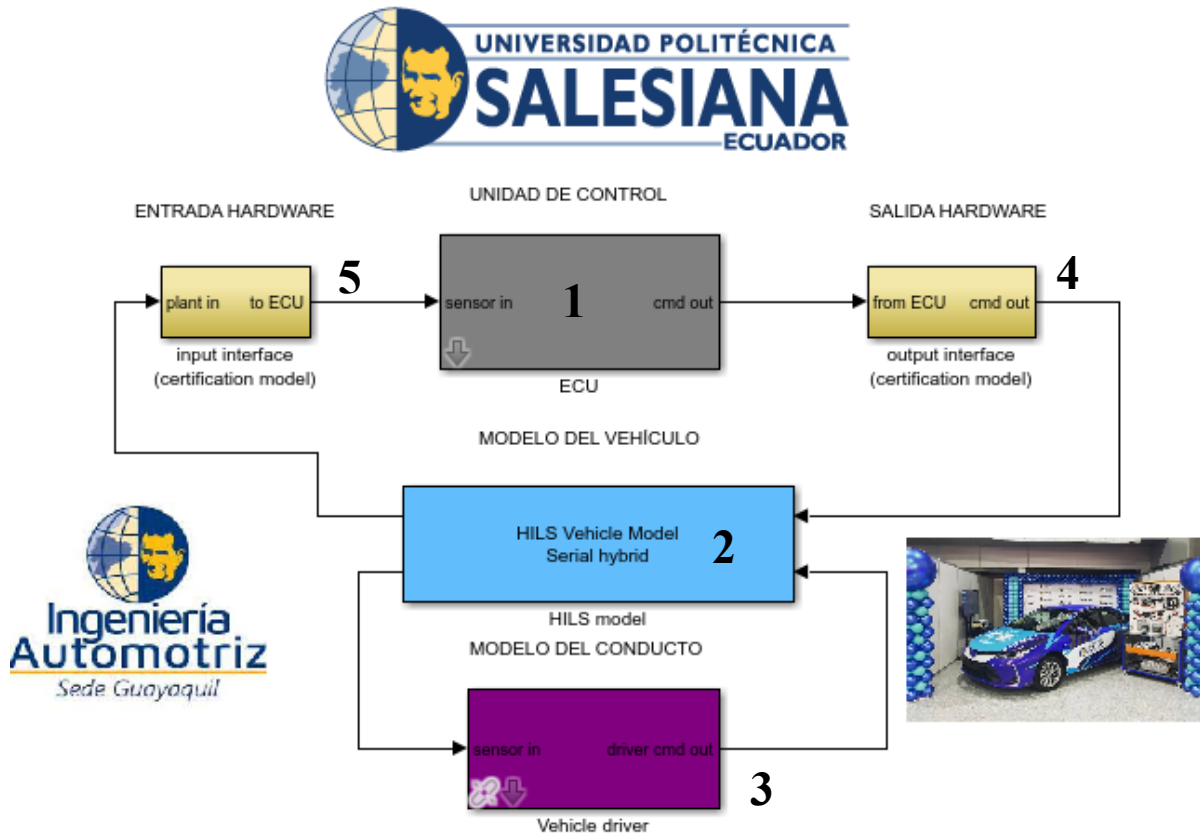 UNIVERSIDAD POLITÉCNICA
SALESIANA
ECUADOR
UNIDAD DE CONTROL
ENTRADA HARDWARE
SALIDA HARDWARE
5
1
4
plant in to ECU
sensor in cmd out
from ECU cmd out
input interface
(certification model)
ECU
output interface
(certification model)
MODELO DEL VEHÍCULO
HILS Vehicle Model
Serial hybrid
2
HILS model
MODELO DEL CONDUCTO
Ingeniería
Automotriz
Sede Guayaquil
sensor in driver cmd out
3
Vehicle driver